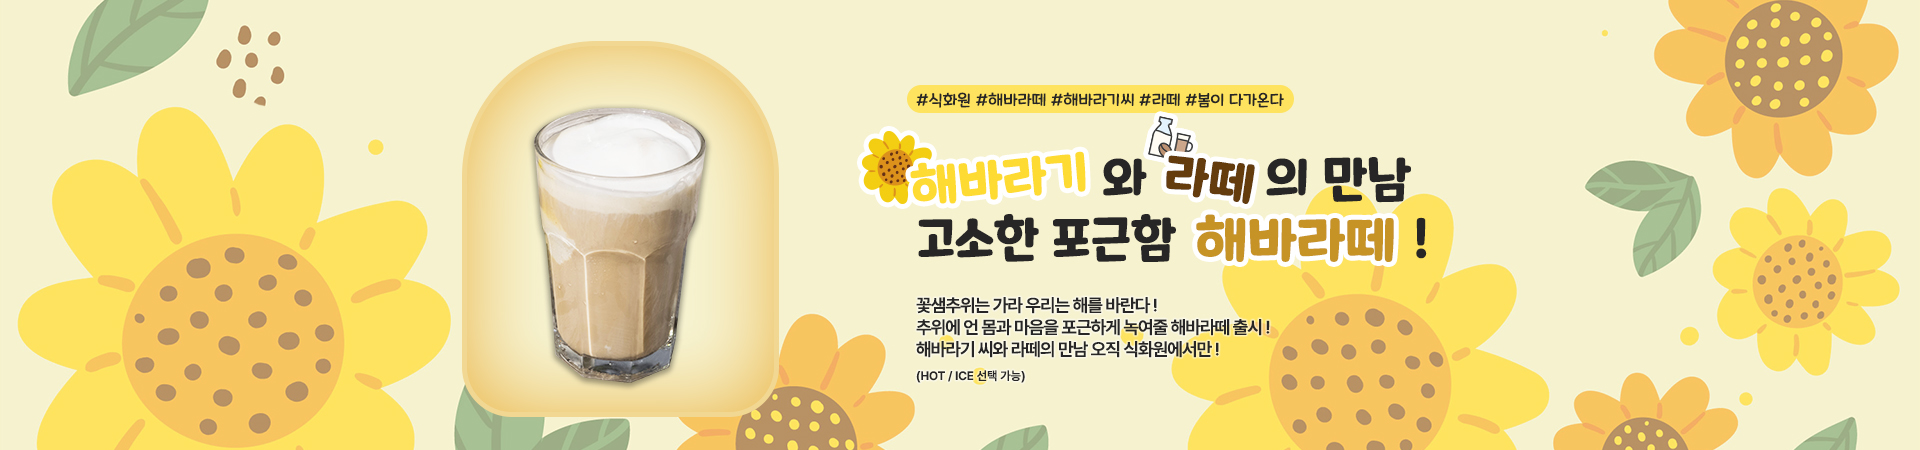 #식화원 #해바라떼 #해바라기씨 #라떼 #봄이 다가온다
해바라기 와 라떼 의 만남
고소한 포근함 해바라떼 !
꽃샘추위는 가라 우리는 해를 바란다 !
추위에 언 몸과 마음을 포근하게 녹여줄 해바라떼 출시 !
해바라기 씨와 라떼의 만남 오직 식화원에서만 !
(HOT / ICE 선택 가능)